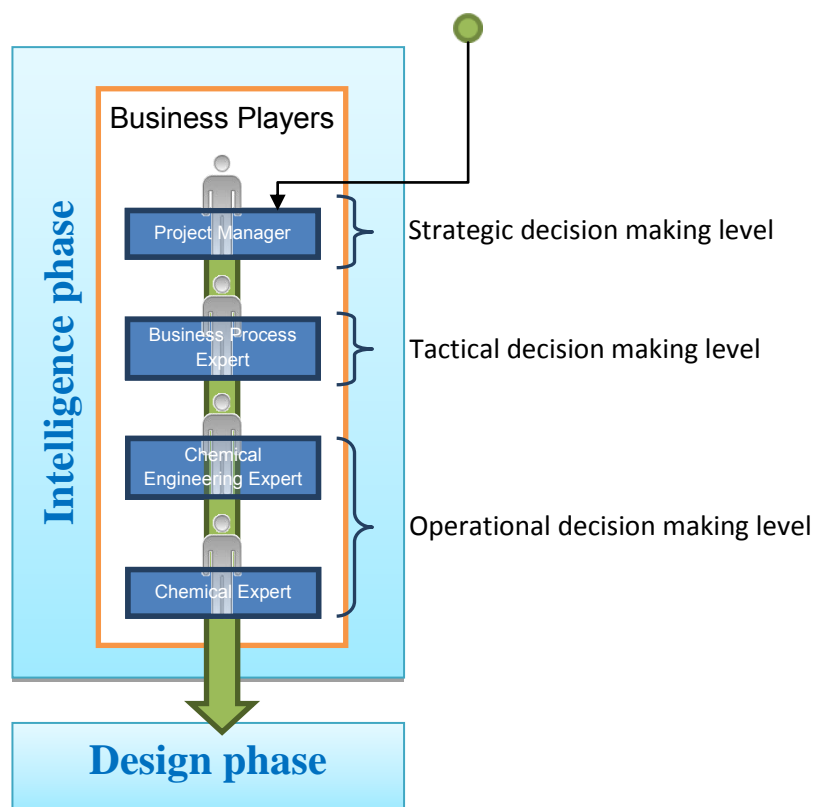 Business Players
Intelligence phase
Project Manager
Strategic decision making level
Business Process
Expert
Tactical decision making level
Chemical
Engineering Expert
Operational decision making level
Chemical Expert
Design phase